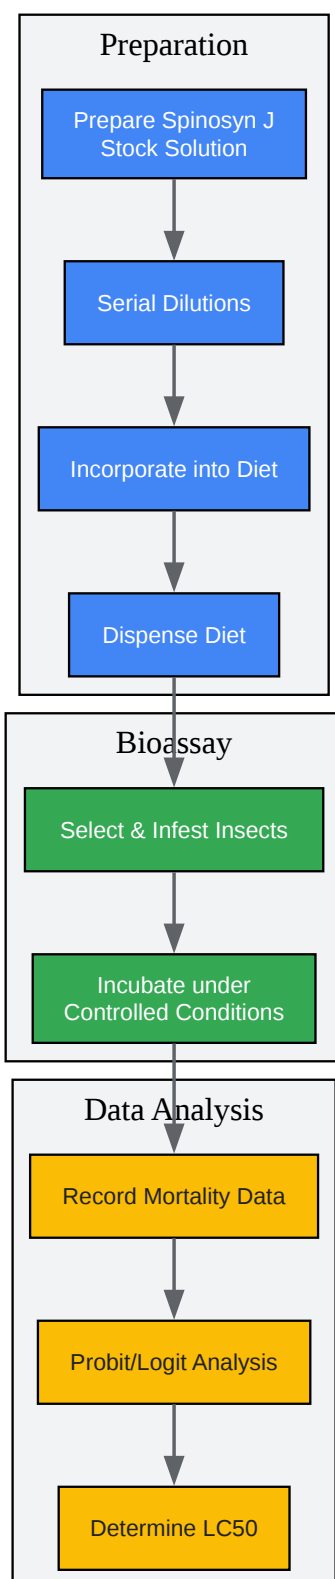 Preparation
Prepare Spinosyn J
Stock Solution
Serial Dilutions
Incorporate into Diet
Dispense Diet
Bioassay
Select & Infest Insects
Incubate under
Controlled Conditions
Data Analysis
Record Mortality Data
Probit/Logit Analysis
Determine LC50